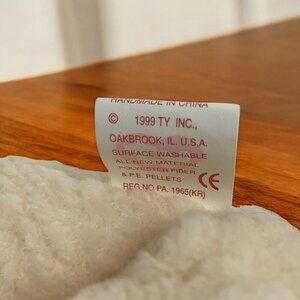 HANDMADE IN CHINA
© 1999 TY INC.,
OAKBROOK, IL. U.S.A.
SURFACE WASHABLE
ALL NEW MATERIAL
POLYESTER FIBER
& P.E. PELLETS
REG.NO PA. 1965(KR) CE